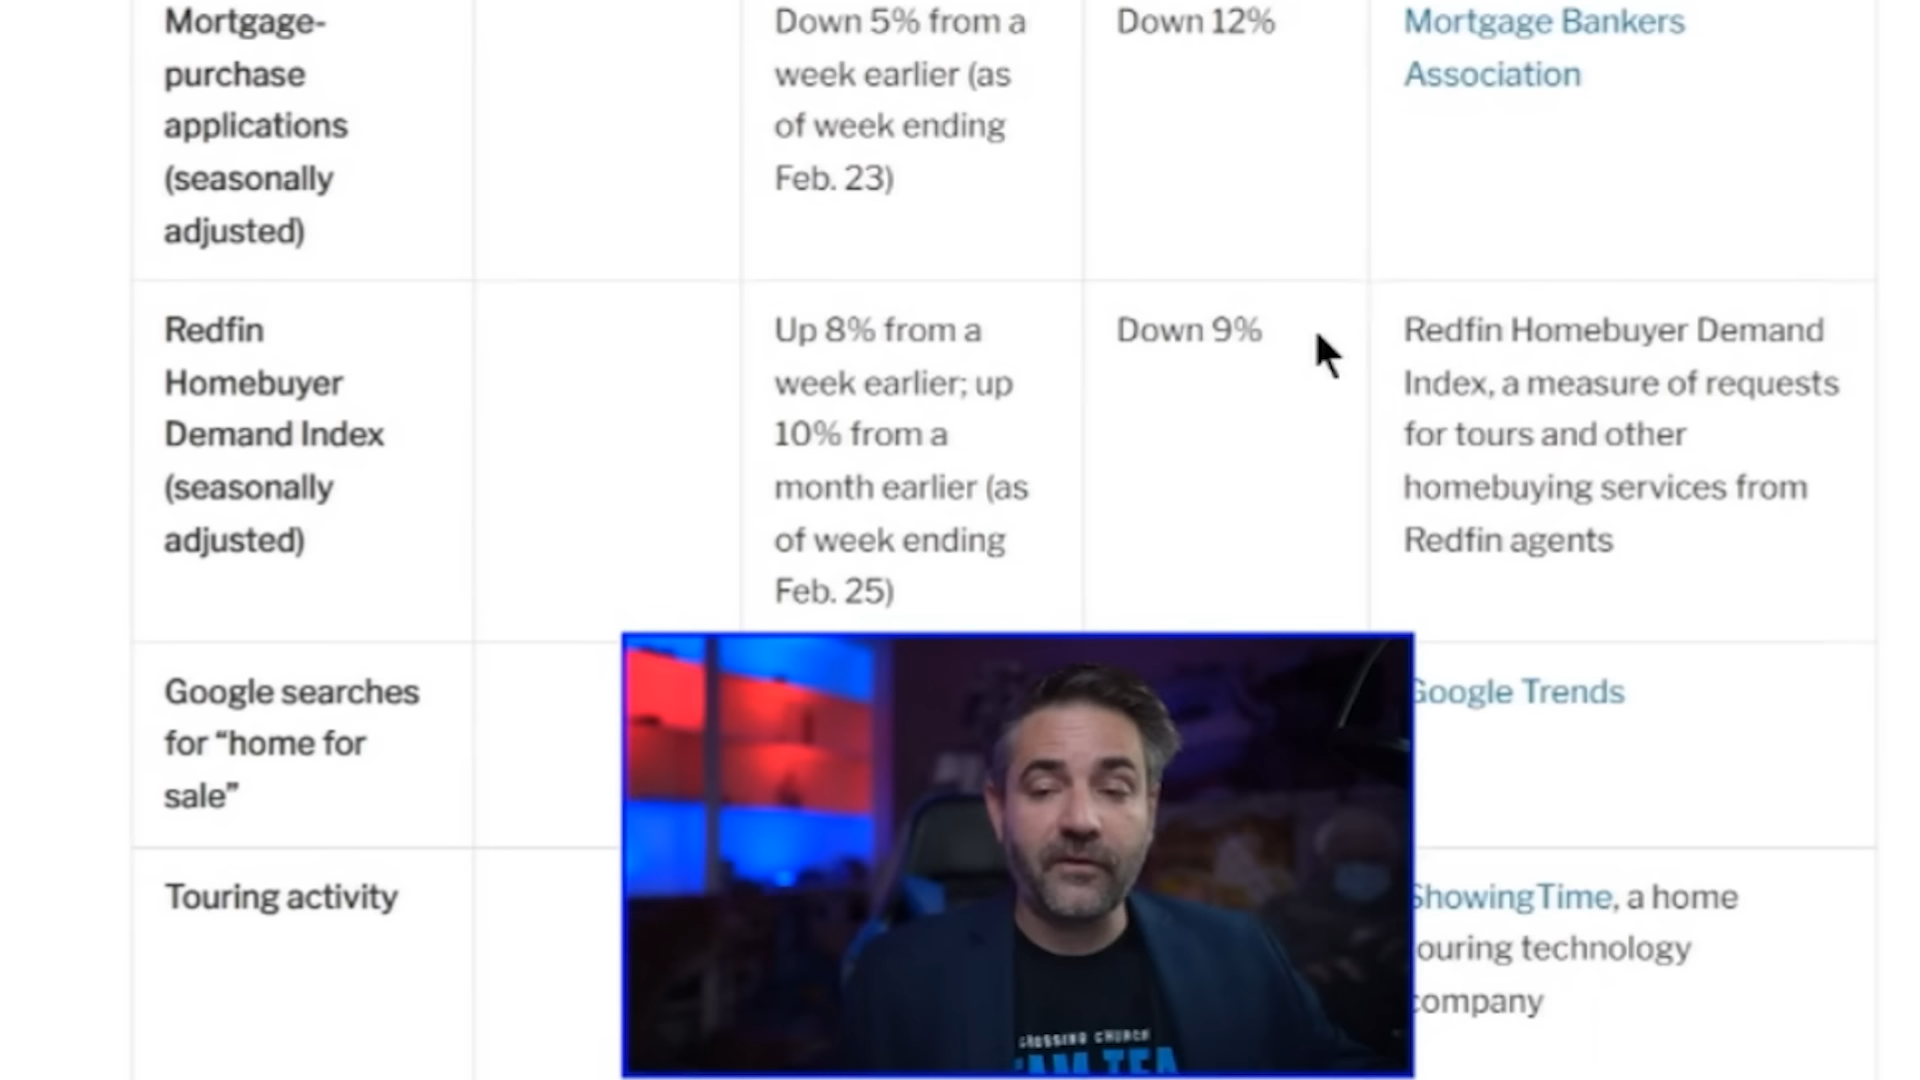 Mortgage-
purchase
applications
(seasonally
adjusted)
Down 5% from a
week earlier (as
of week ending
Feb. 23)
Down 12%
Mortgage Bankers
Association
Redfin
Homebuyer
Demand Index
(seasonally
adjusted)
Up 8% from a
week earlier; up
10% from a
month earlier (as
of week ending
Feb. 25)
Down 9%
Redfin Homebuyer Demand
Index, a measure of requests
for tours and other
homebuying services from
Redfin agents
Google searches
for “home for
sale”
Google Trends
Touring activity
ShowingTime, a home
touring technology
company
CROSSING CHURCH